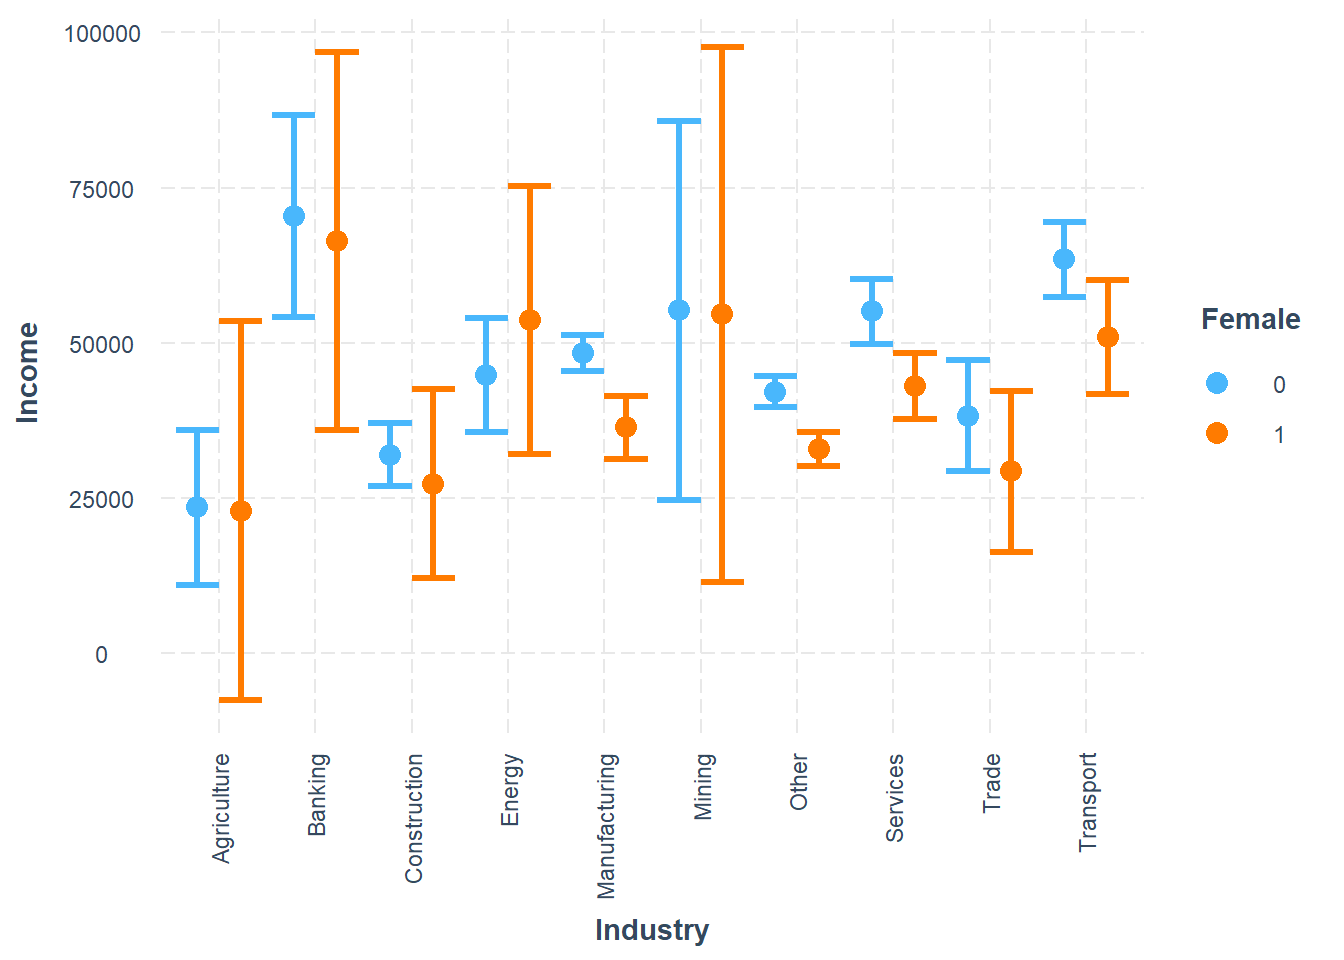 100000
75000
50000
25000
0
Income
Agriculture
Banking
Construction
Energy
Manufacturing
Mining
Other
Services
Trade
Transport
Industry
Female
0
1